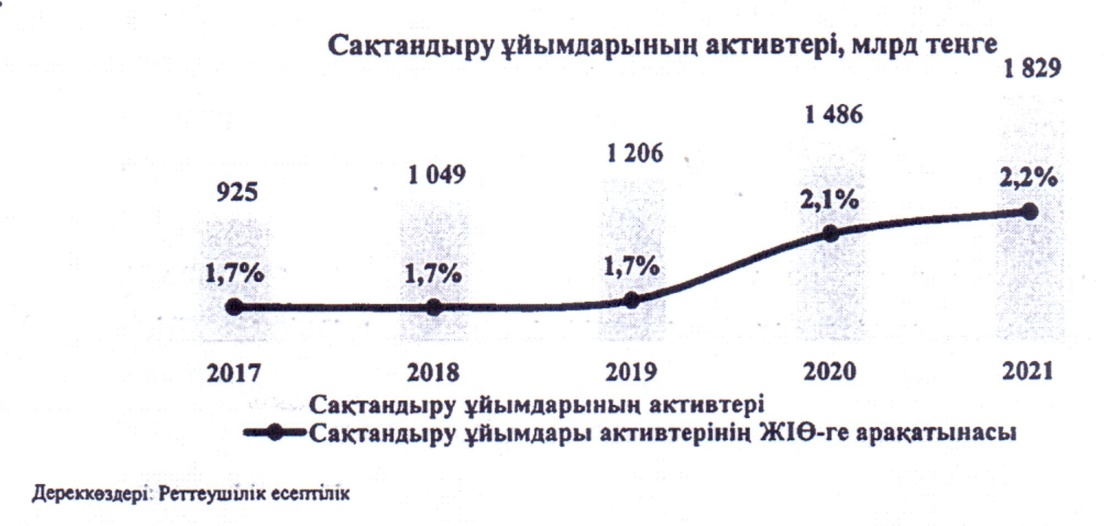 Сақтандыру ұйымдарының активтері, млрд теңге
1 829
1 486
1 206
1 049
925
2,2%
2,1%
1,7% 1,7% 1,7%
2017 2018 2019 2020 2021
Сақтандыру ұйымдарының активтері
Сақтандыру ұйымдары активтерінің ЖІӨ-ге арақатынасы
Дереккөздері: Реттеушілік есептілік